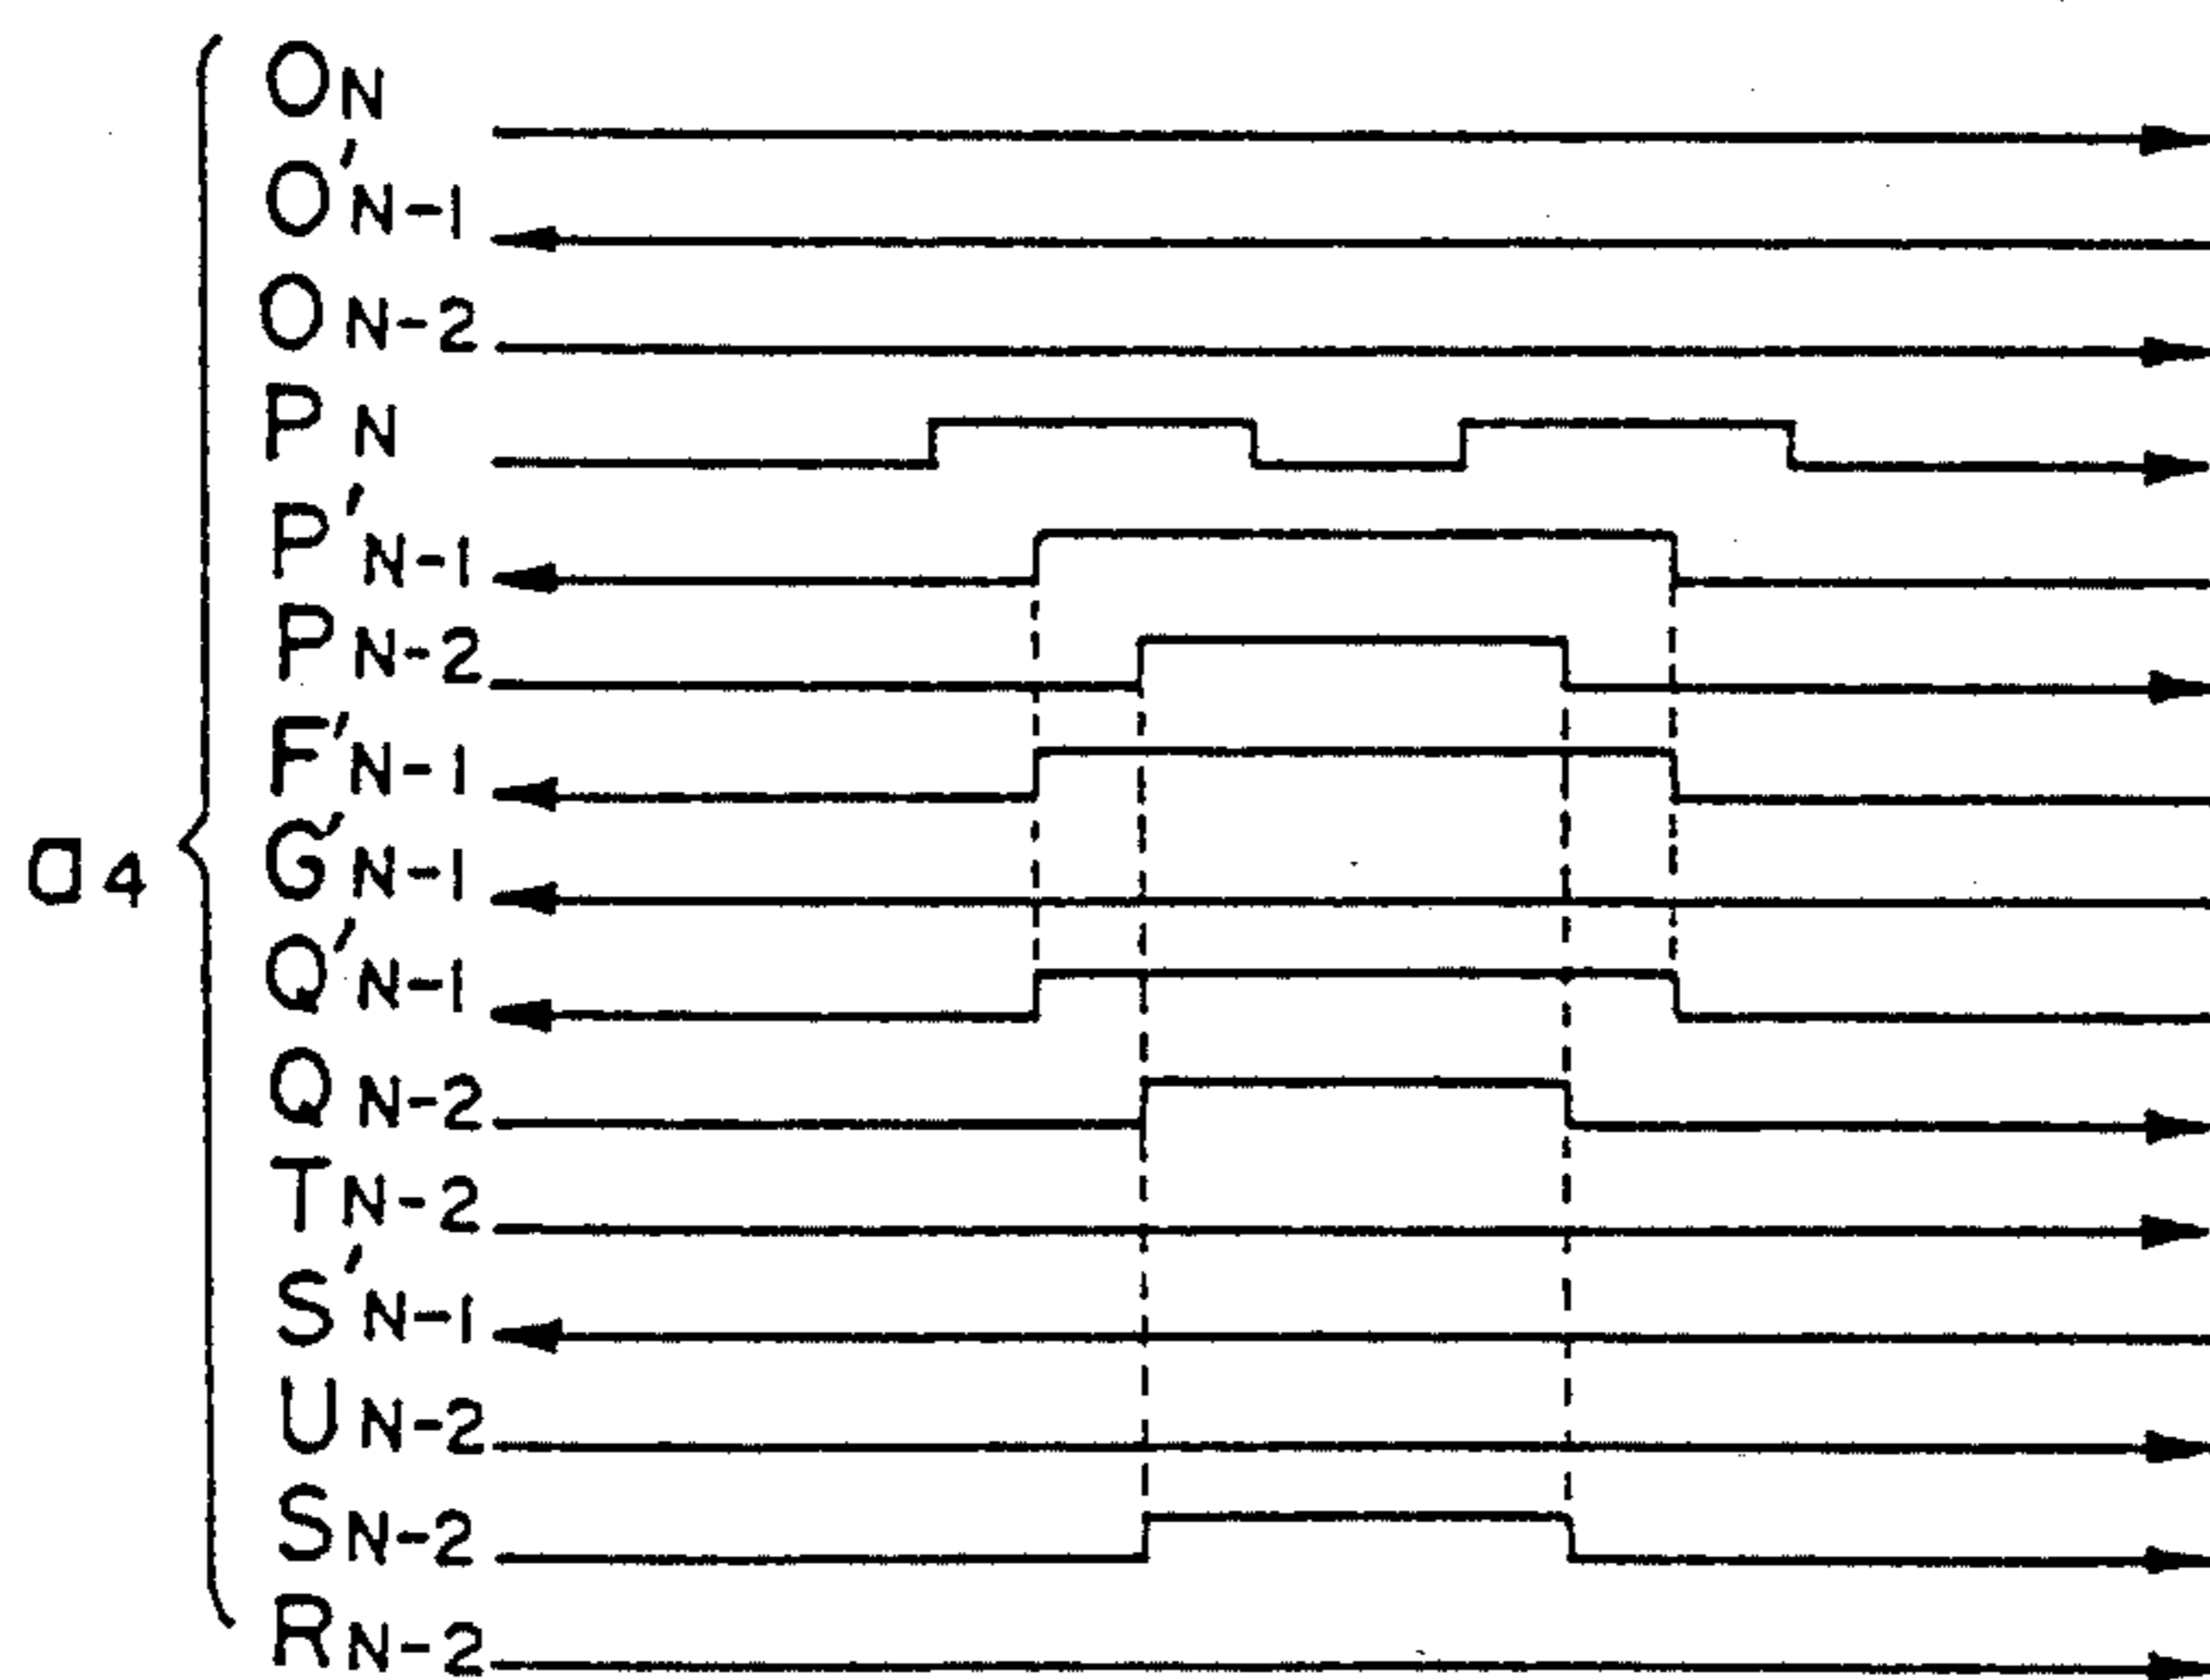 ON
O'N-1
ON-2
PN
P'N-1
PN-2
F'N-1
G'N-1
a4
Q'N-1
QN-2
TN-2
S'N-1
UN-2
SN-2
RN-2